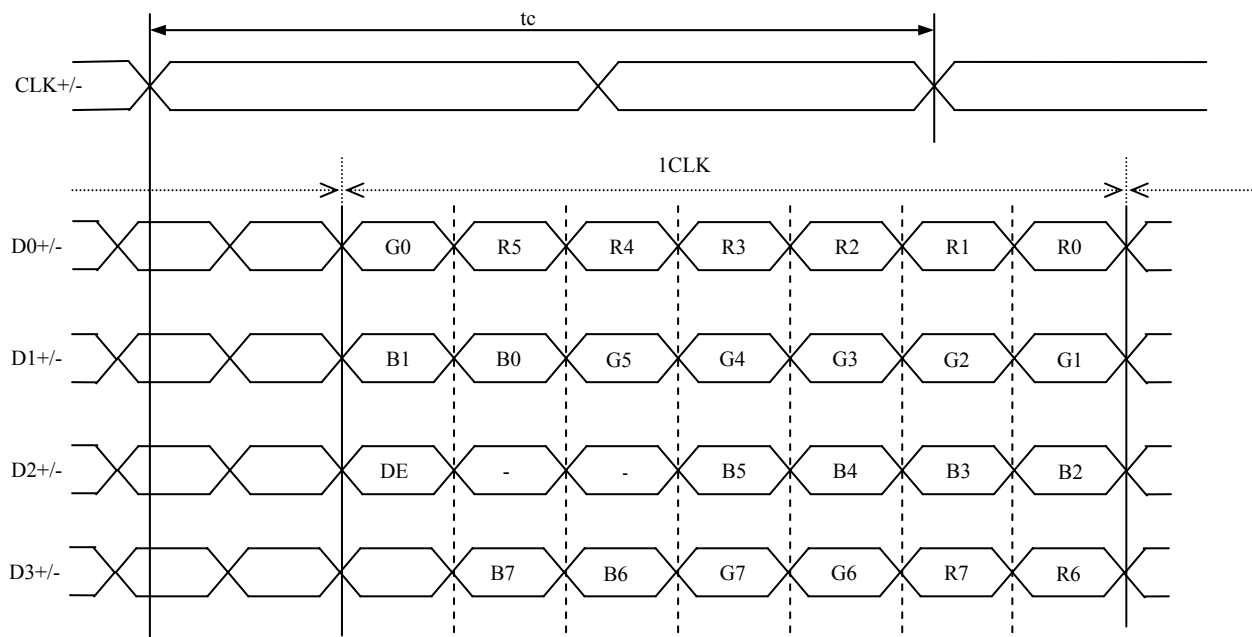 tc
CLK+/-
1CLK
D0+/- G0 R5 R4 R3 R2 R1 R0
D1+/- B1 B0 G5 G4 G3 G2 G1
D2+/- DE - - B5 B4 B3 B2
D3+/- B7 B6 G7 G6 R7 R6